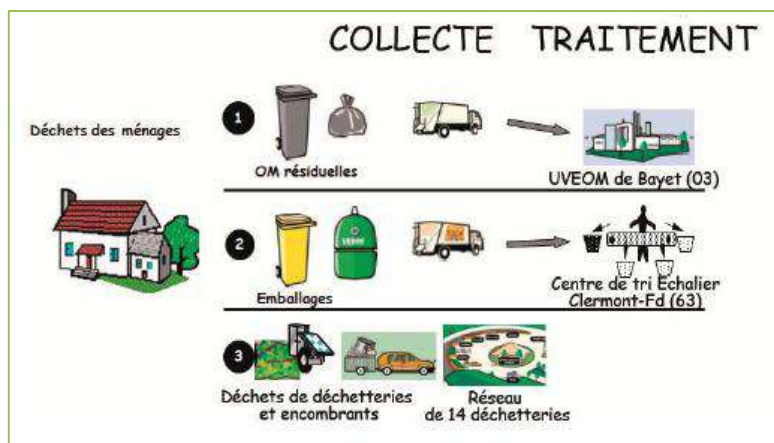 COLLECTE TRAITEMENT
Déchets des ménages
1
OM résiduelles
UVEOM de Bayet (03)
2
VERRE
Emballages
Centre de tri Echalier
Clermont-Fd (63)
3
Déchets de déchetteries
et encombrants
Réseau
de 14 déchetteries